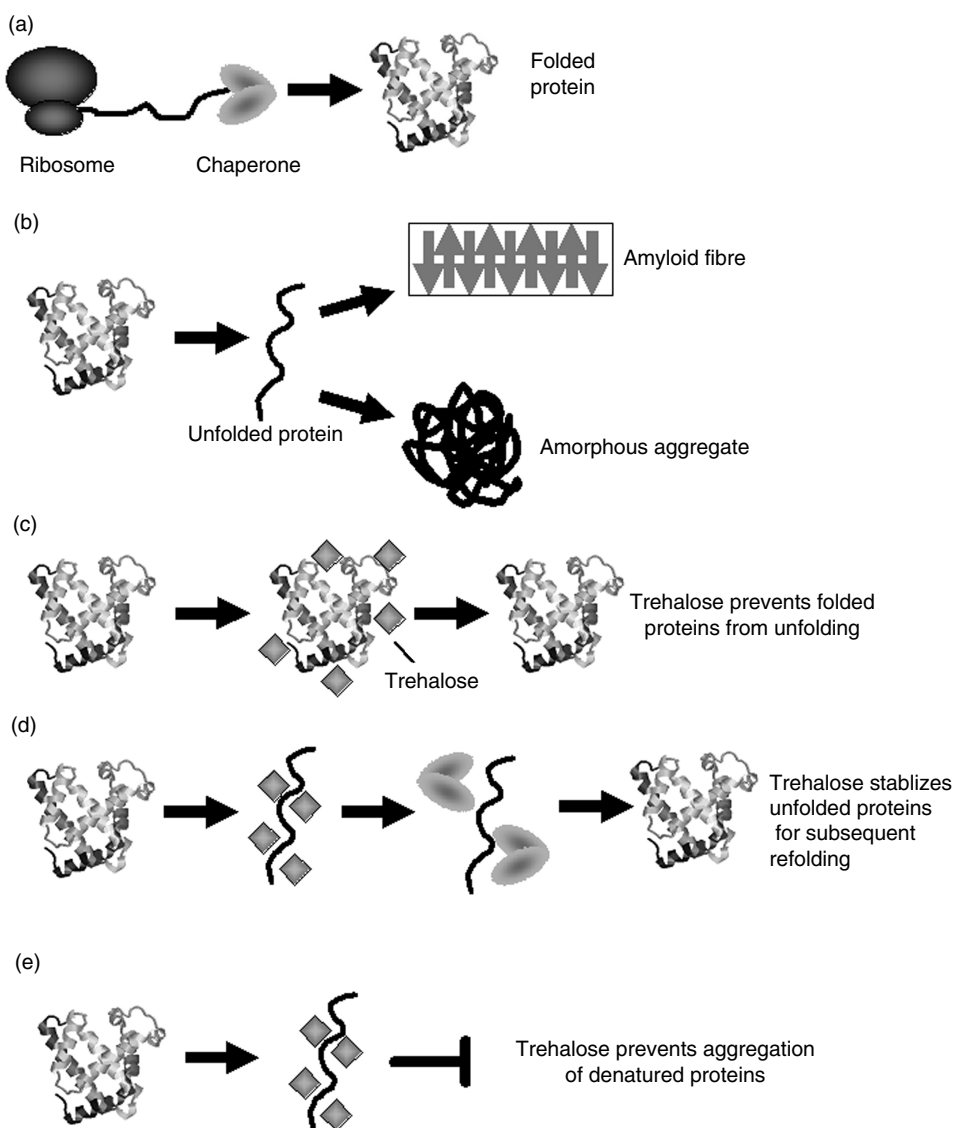 (a)
Folded
protein
Ribosome
Chaperone
(b)
Amyloid fibre
Unfolded protein
Amorphous aggregate
(c)
Trehalose prevents folded
proteins from unfolding
Trehalose
(d)
Trehalose stablizes
unfolded proteins
for subsequent
refolding
(e)
Trehalose prevents aggregation
of denatured proteins